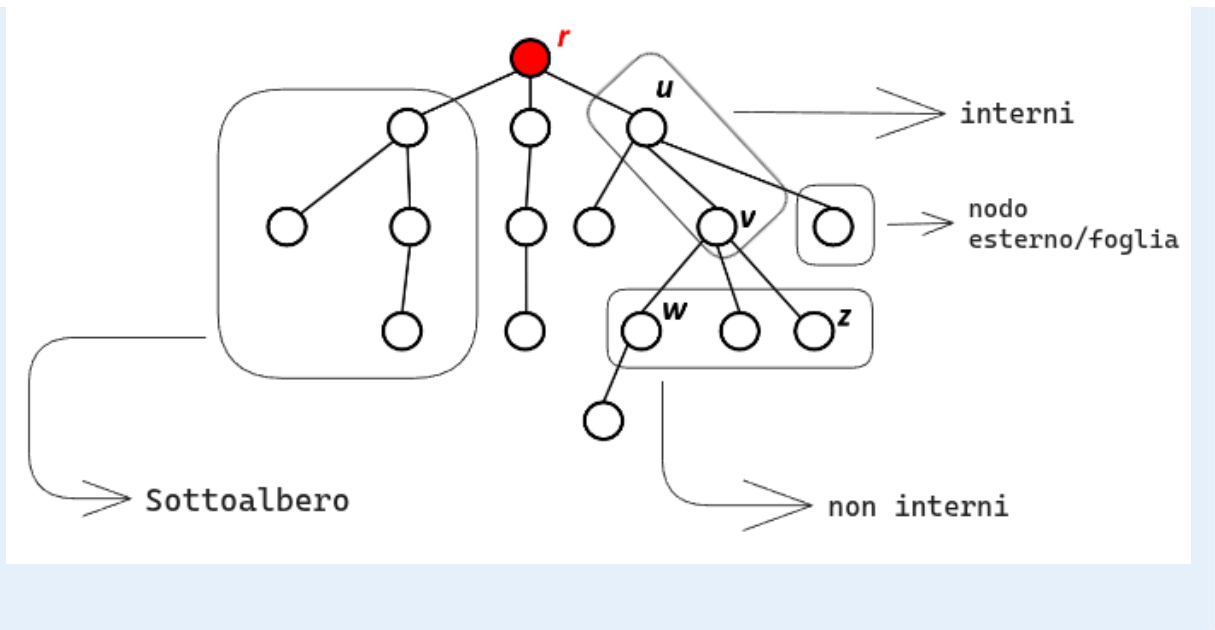 r
u
interni
nodo
esterno/foglia
v
w
z
Sottoalbero
non interni